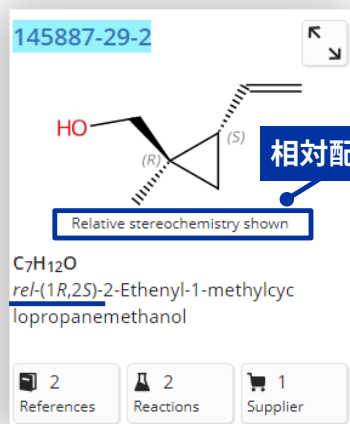 145887-29-2
HO
(R)
(S)
相対配
Relative stereochemistry shown
C₇H₁₂O
rel-(1R,2S)-2-Ethenyl-1-methylcyc
lopropanemethanol
2
References
2
Reactions
1
Supplier